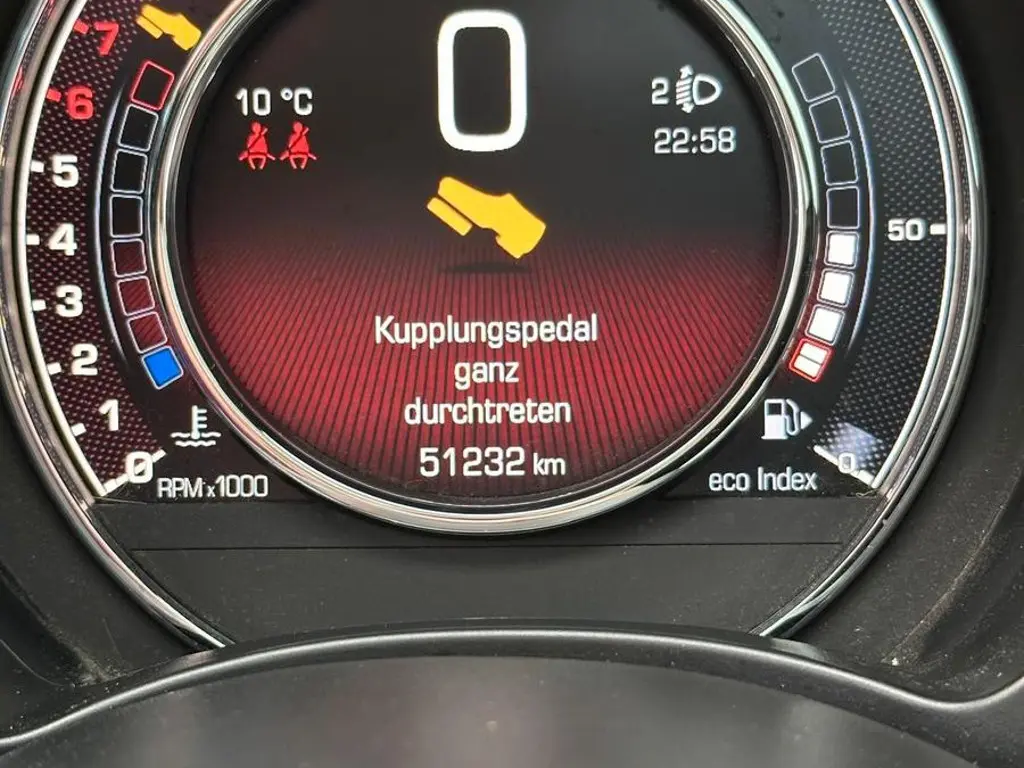 0
10 °C
2
22:58
7
6
5
4
3
2
1
0
RPM x1000
Kupplungspedal
ganz
durchtreten
51232 km
50
0
eco Index